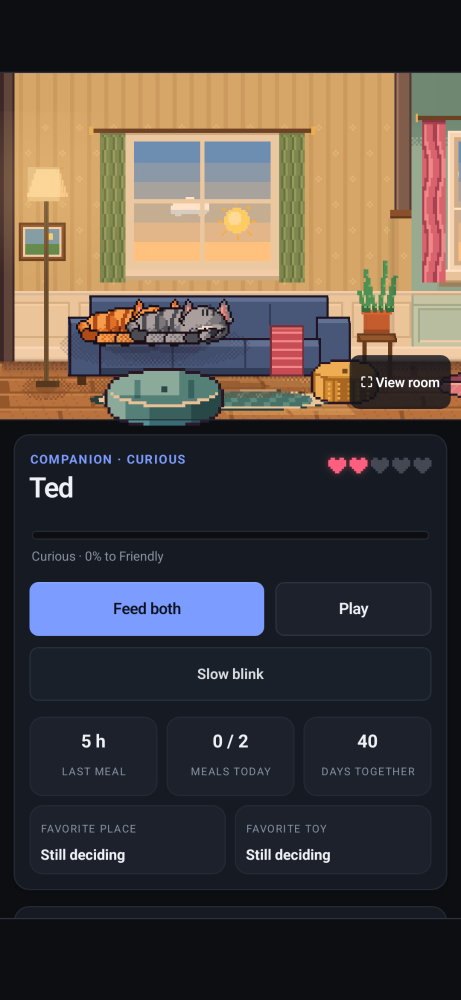 View room
COMPANION · CURIOUS
Ted
Curious · 0% to Friendly
Feed both
Play
Slow blink
5 h
LAST MEAL
0 / 2
MEALS TODAY
40
DAYS TOGETHER
FAVORITE PLACE
Still deciding
FAVORITE TOY
Still deciding